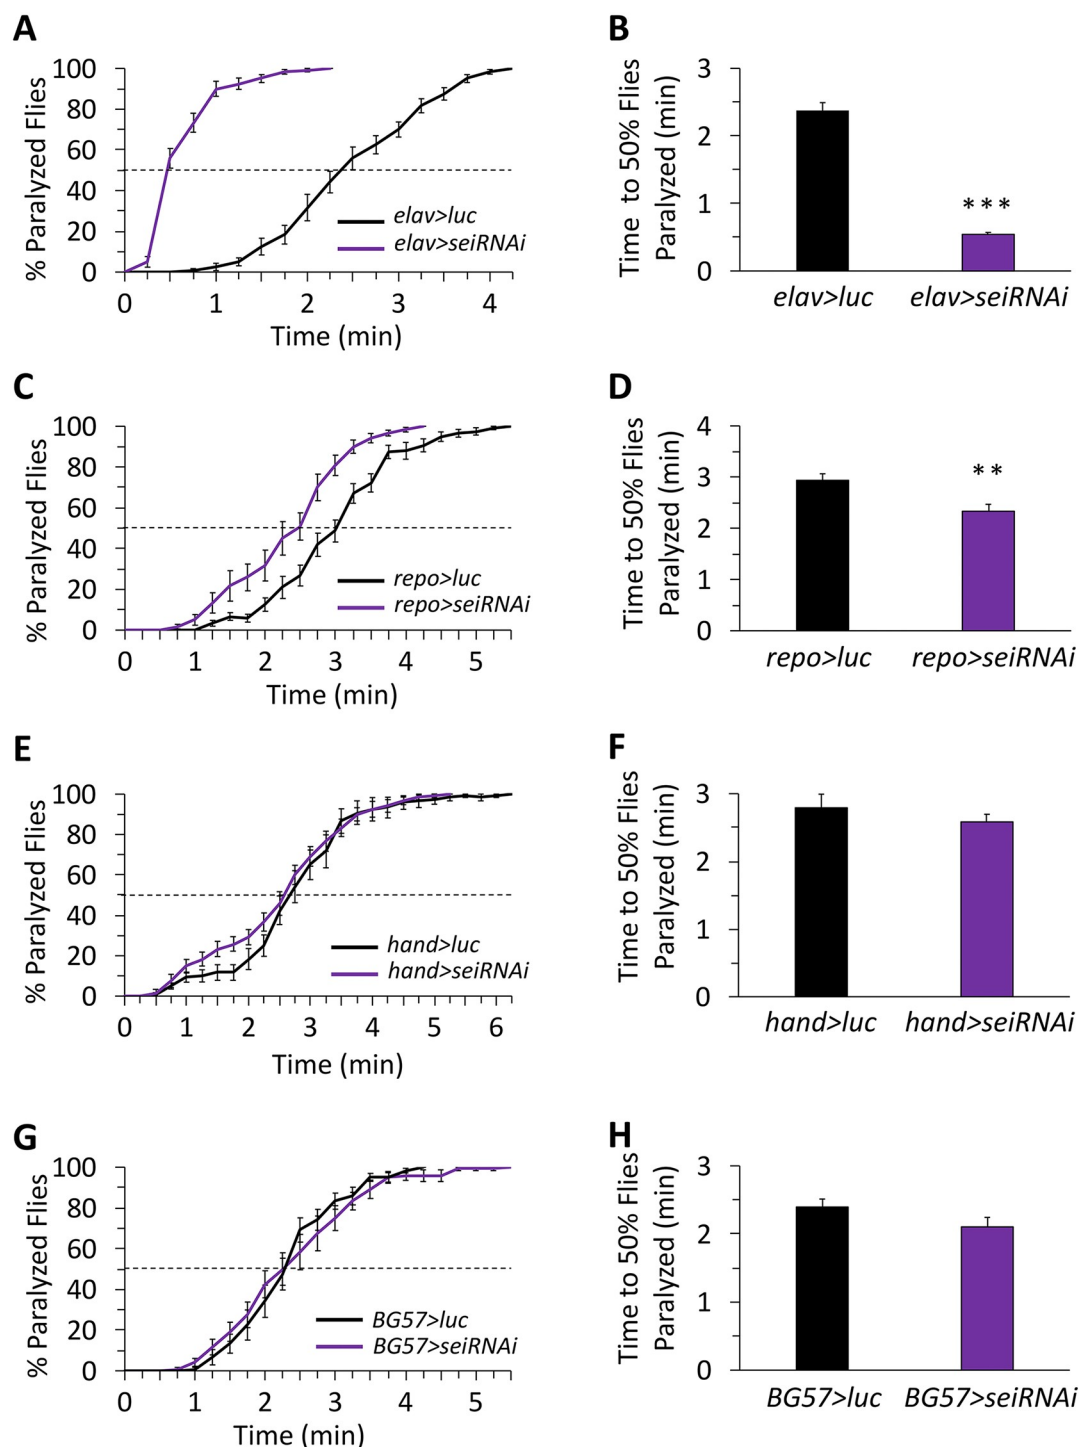 A
% Paralyzed Flies
100
80
60
40
20
0
elav>luc
elav>seiRNAi
0 1 2 3 4
Time (min)
B
Time to 50% Flies
Paralyzed (min)
3
2
1
0
***
elav>luc elav>seiRNAi
C
% Paralyzed Flies
100
80
60
40
20
0
repo>luc
repo>seiRNAi
0 1 2 3 4 5
Time (min)
D
Time to 50% Flies
Paralyzed (min)
4
3
2
1
0
**
repo>luc repo>seiRNAi
E
% Paralyzed Flies
100
80
60
40
20
0
hand>luc
hand>seiRNAi
0 1 2 3 4 5 6
Time (min)
F
Time to 50% Flies
Paralyzed (min)
3
2
1
0
hand>luc hand>seiRNAi
G
% Paralyzed Flies
100
80
60
40
20
0
BG57>luc
BG57>seiRNAi
0 1 2 3 4 5
Time (min)
H
Time to 50% Flies
Paralyzed (min)
3
2
1
0
BG57>luc BG57>seiRNAi